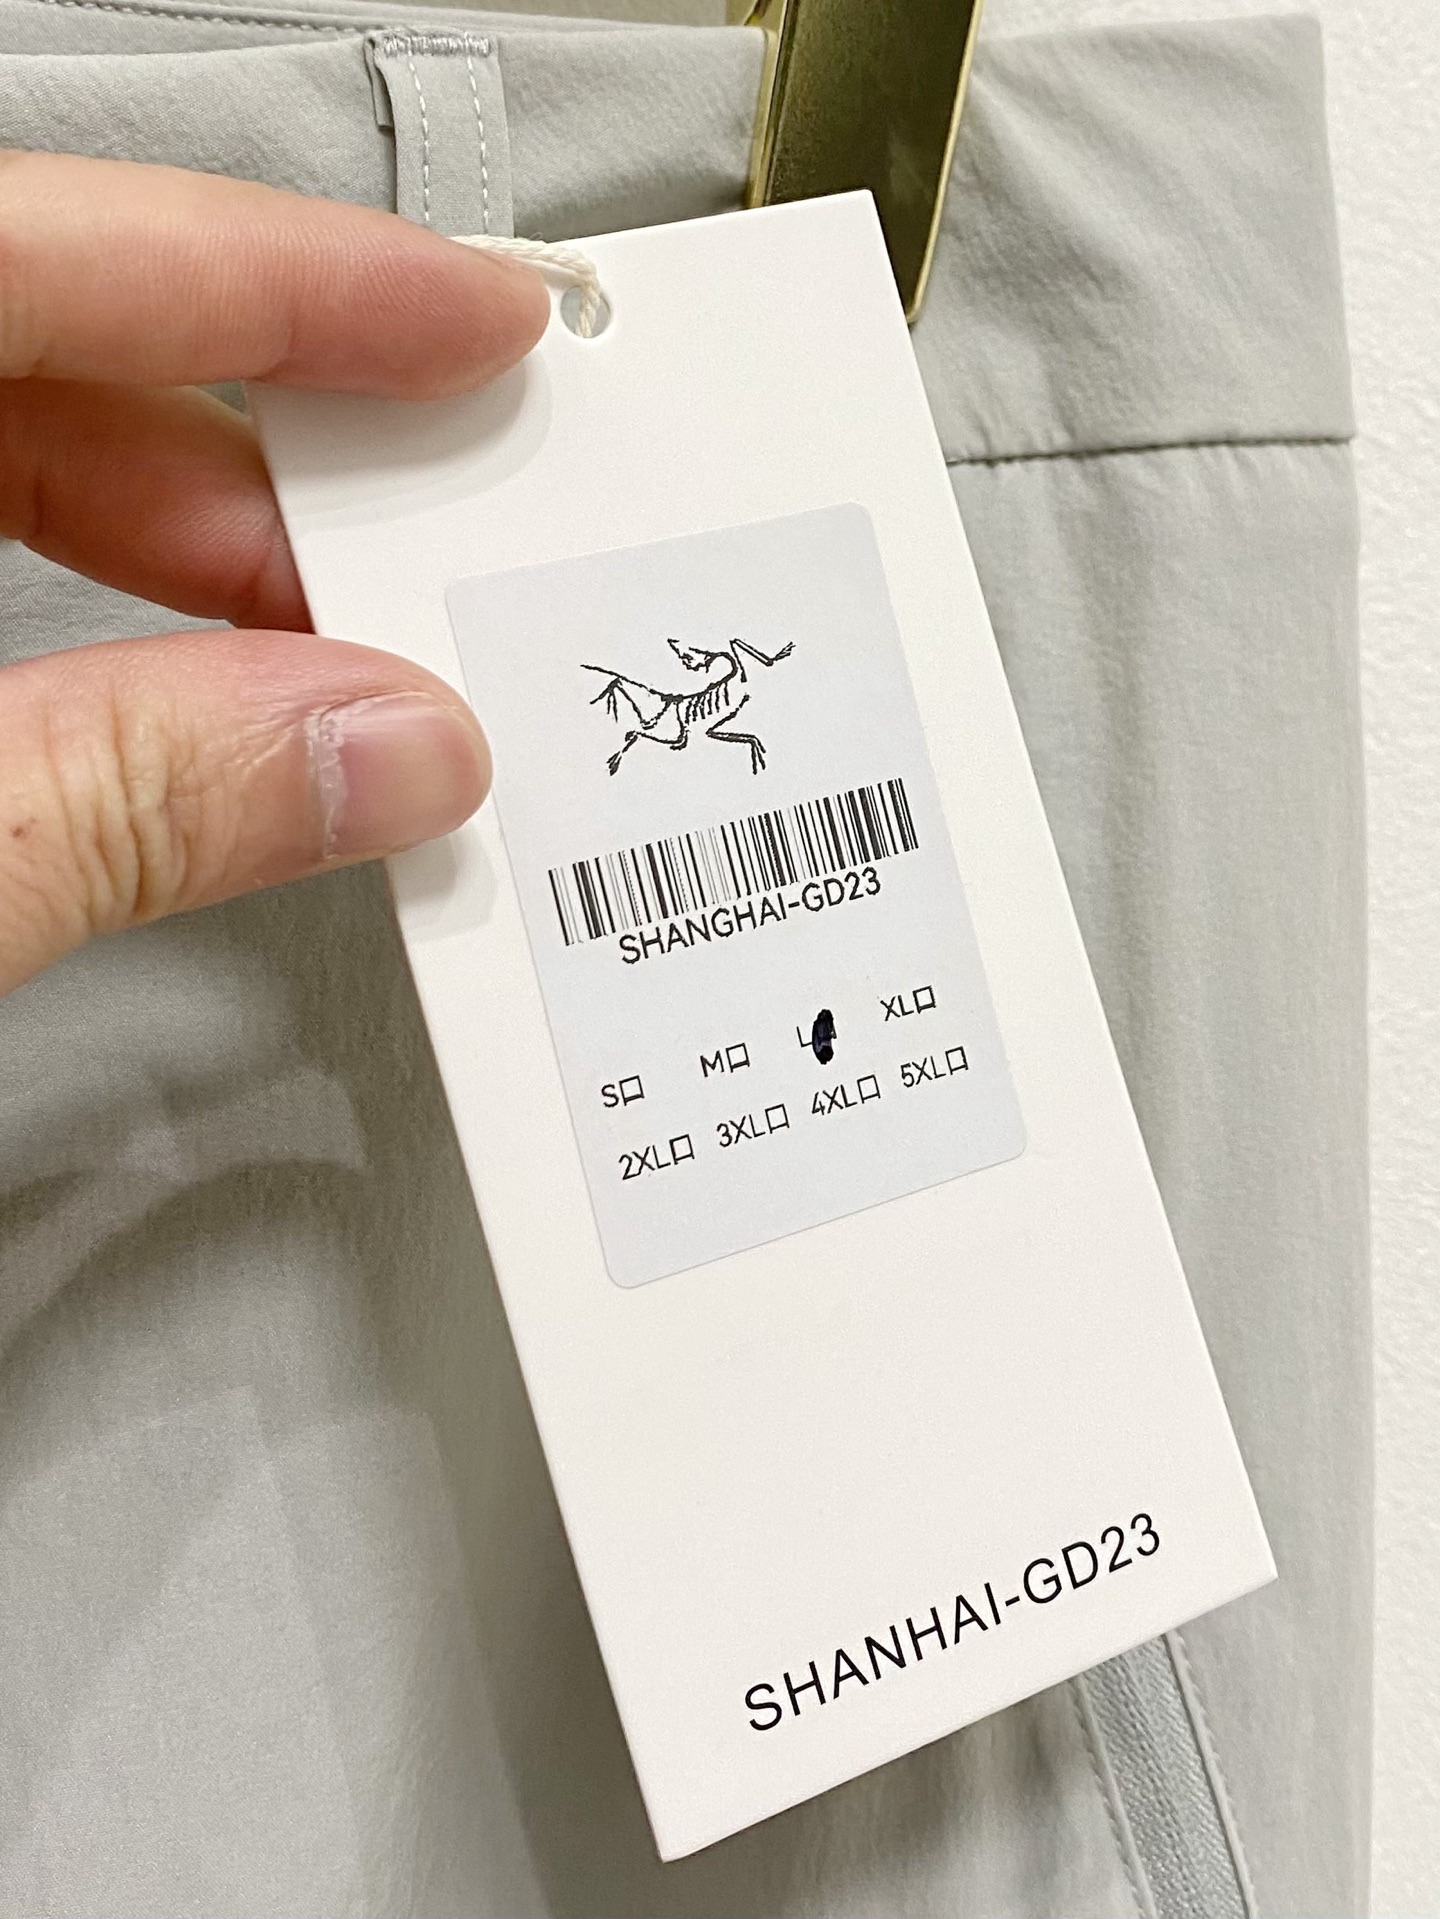 SHANGHAI-GD23
S□ M□ L XL□
2XL□ 3XL□ 4XL□ 5XL□
SHANHAI-GD23